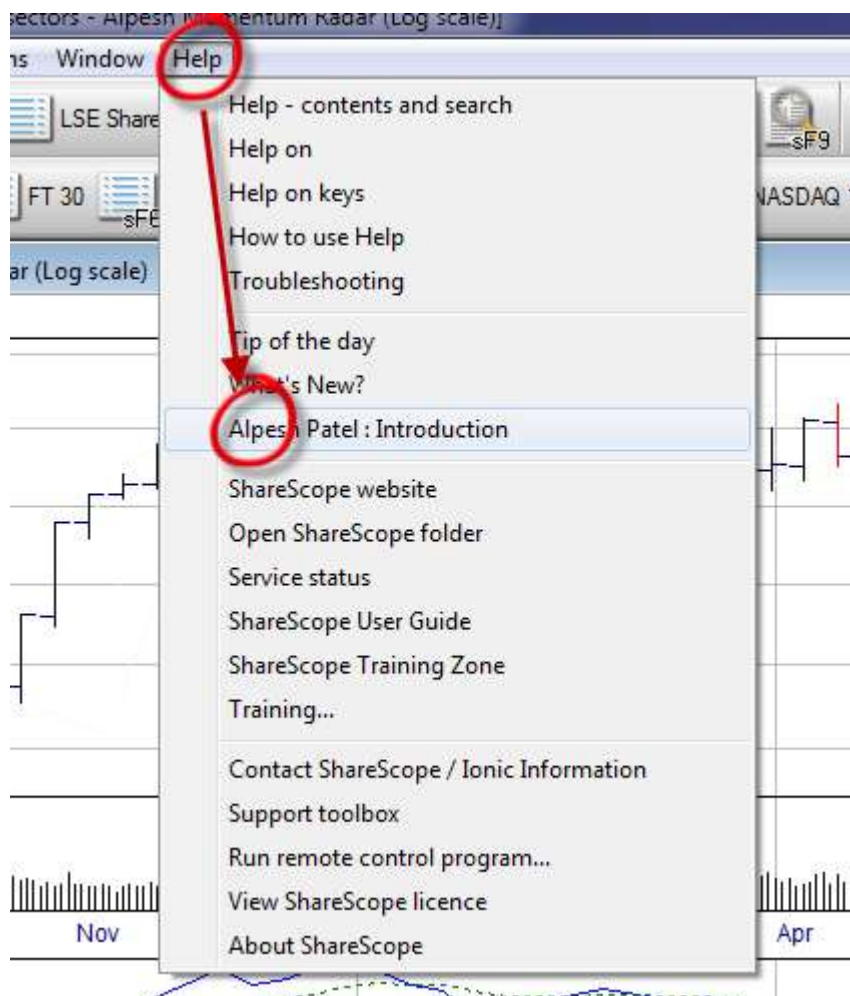 sectors - Alpesh Momentum Radar (Log scale)]
ns Window Help
LSE Share
sF9
FT 30
sF6
NASDAQ
ar (Log scale)
Help - contents and search
Help on
Help on keys
How to use Help
Troubleshooting
Tip of the day
What's New?
Alpesh Patel : Introduction
ShareScope website
Open ShareScope folder
Service status
ShareScope User Guide
ShareScope Training Zone
Training...
Contact ShareScope / Ionic Information
Support toolbox
Run remote control program...
View ShareScope licence
About ShareScope
Nov
Apr